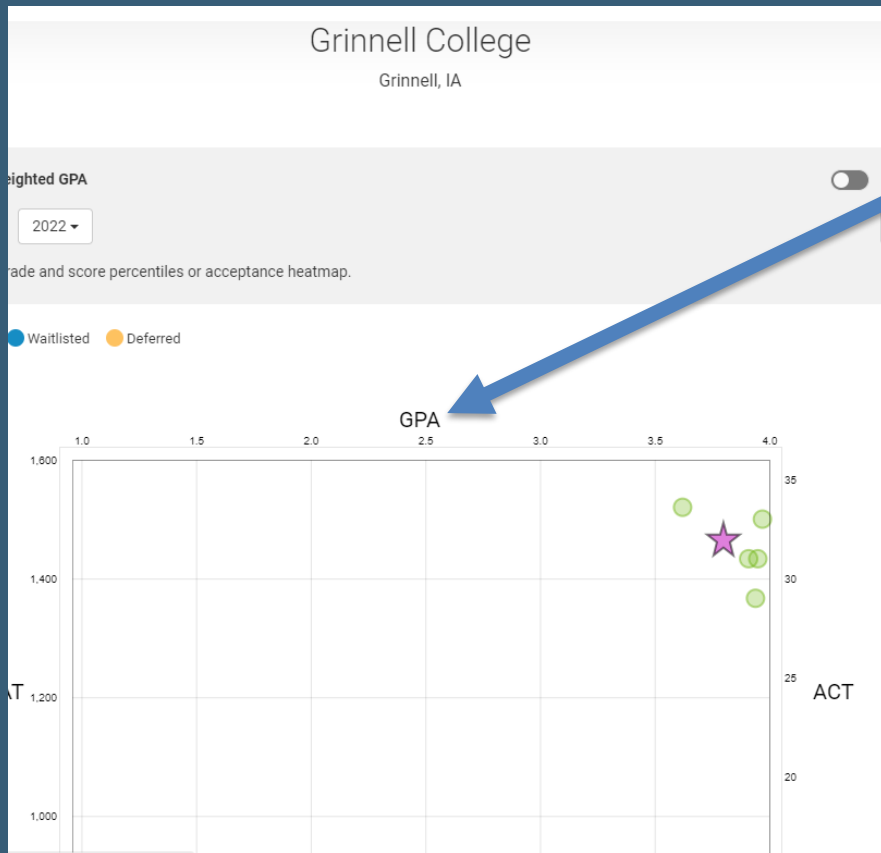 Grinnell College
Grinnell, IA
eighted GPA
2022
rade and score percentiles or acceptance heatmap.
Waitlisted Deferred
GPA
1.0 1.5 2.0 2.5 3.0 3.5 4.0
1,600
35
1,400 30
25
AT 1,200 ACT
20
1,000